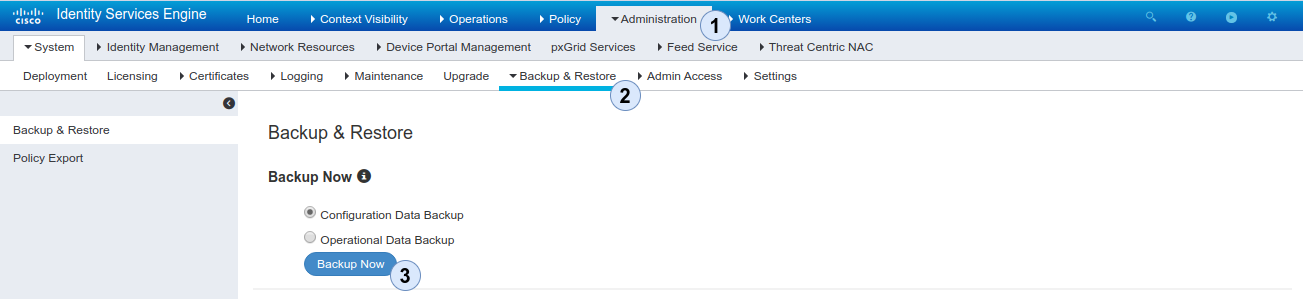 CISCO Identity Services Engine Home Context Visibility Operations Policy Administration 1 Work Centers
System Identity Management Network Resources Device Portal Management pxGrid Services Feed Service Threat Centric NAC
Deployment Licensing Certificates Logging Maintenance Upgrade Backup & Restore 2 Admin Access Settings
Backup & Restore
Policy Export
Backup & Restore
Backup Now
Configuration Data Backup
Operational Data Backup
Backup Now 3